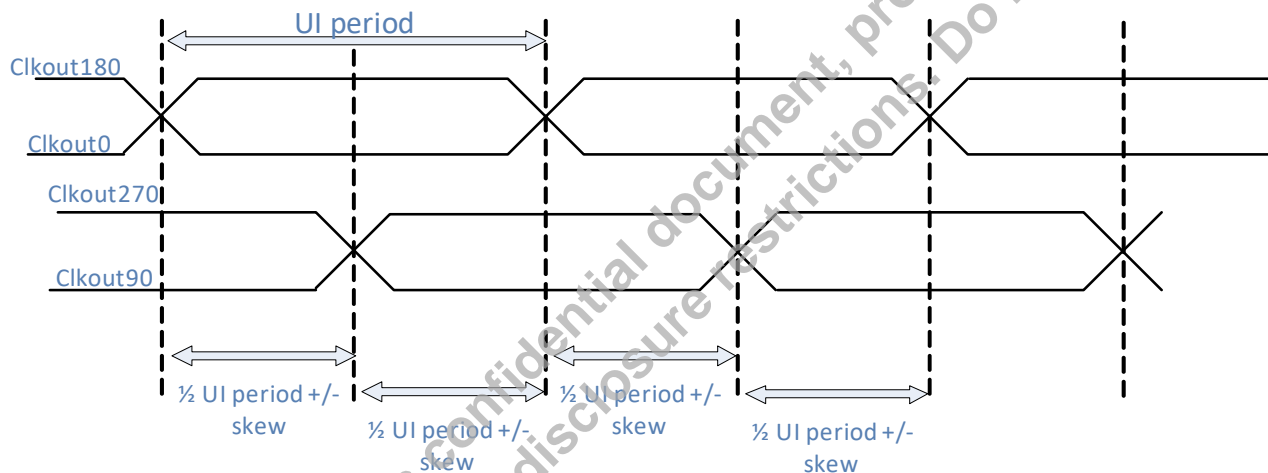 UI period
Clkout180
Clkout0
Clkout270
Clkout90
½ UI period +/-
skew
½ UI period +/-
skew
½ UI period +/-
skew
½ UI period +/-
skew
confidential document, pr
disclosure restrictions. Do